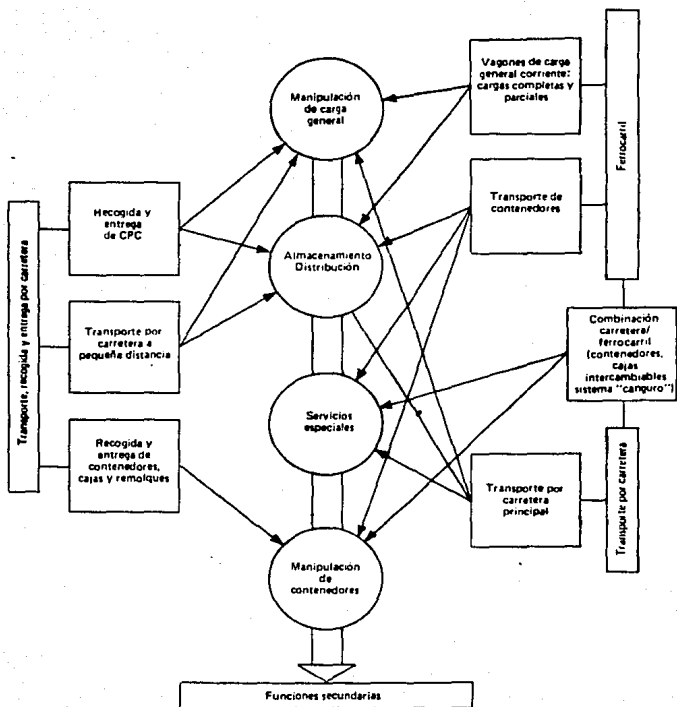 Manipulación
de carga
general
Vagones de carga
general corriente:
cargas completas y
parciales
Ferrocarril
Transporte, recogida y entrega por carretera
Hecogida y
entrega
de CPC
Transporte de
contenedores
Almacenamiento
Distribución
Transporte por
carretera a
pequeña distancia
Combinación
carretera/
ferrocarril
(contenedores,
cajas
intercambiables
sistema "canguro")
Servicios
especiales
Recogida y
entrega de
contenedores,
cajas y remolques
Transporte por
carretera
principal
Transporte por carretera
Manipulación
de
contenedores
Funciones secundarias